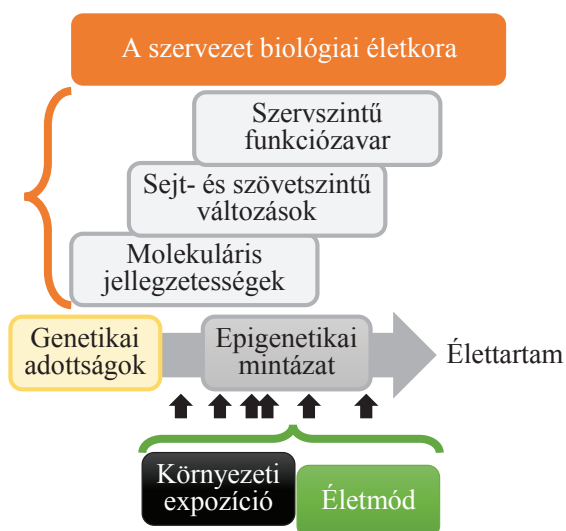 A szervezet biológiai életkora
Szervszintű
funkciózavar
Sejt- és szövetszintű
változások
Molekuláris
jellegzetességek
Genetikai
adottságok
Epigenetikai
mintázat
Élettartam
Környezeti
expozíció
Életmód